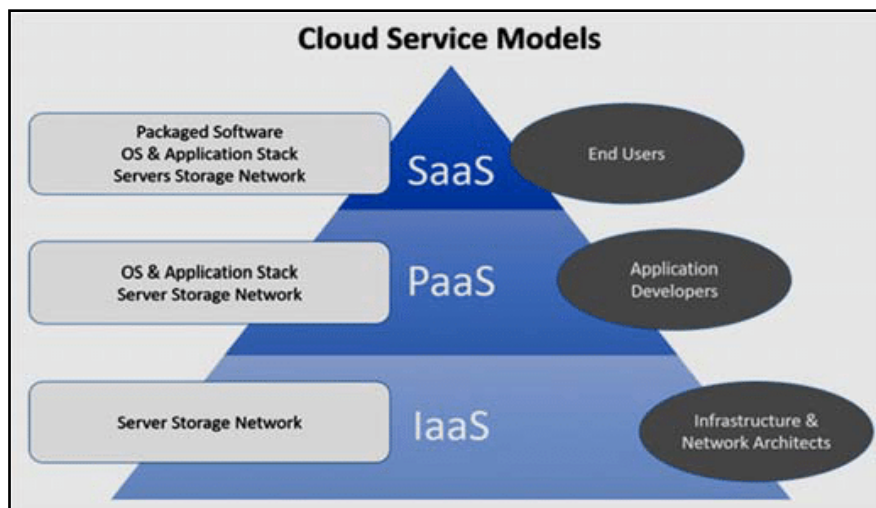 Cloud Service Models
Packaged Software
OS & Application Stack
Servers Storage Network
SaaS
End Users
OS & Application Stack
Server Storage Network
PaaS
Application
Developers
Server Storage Network
IaaS
Infrastructure &
Network Architects